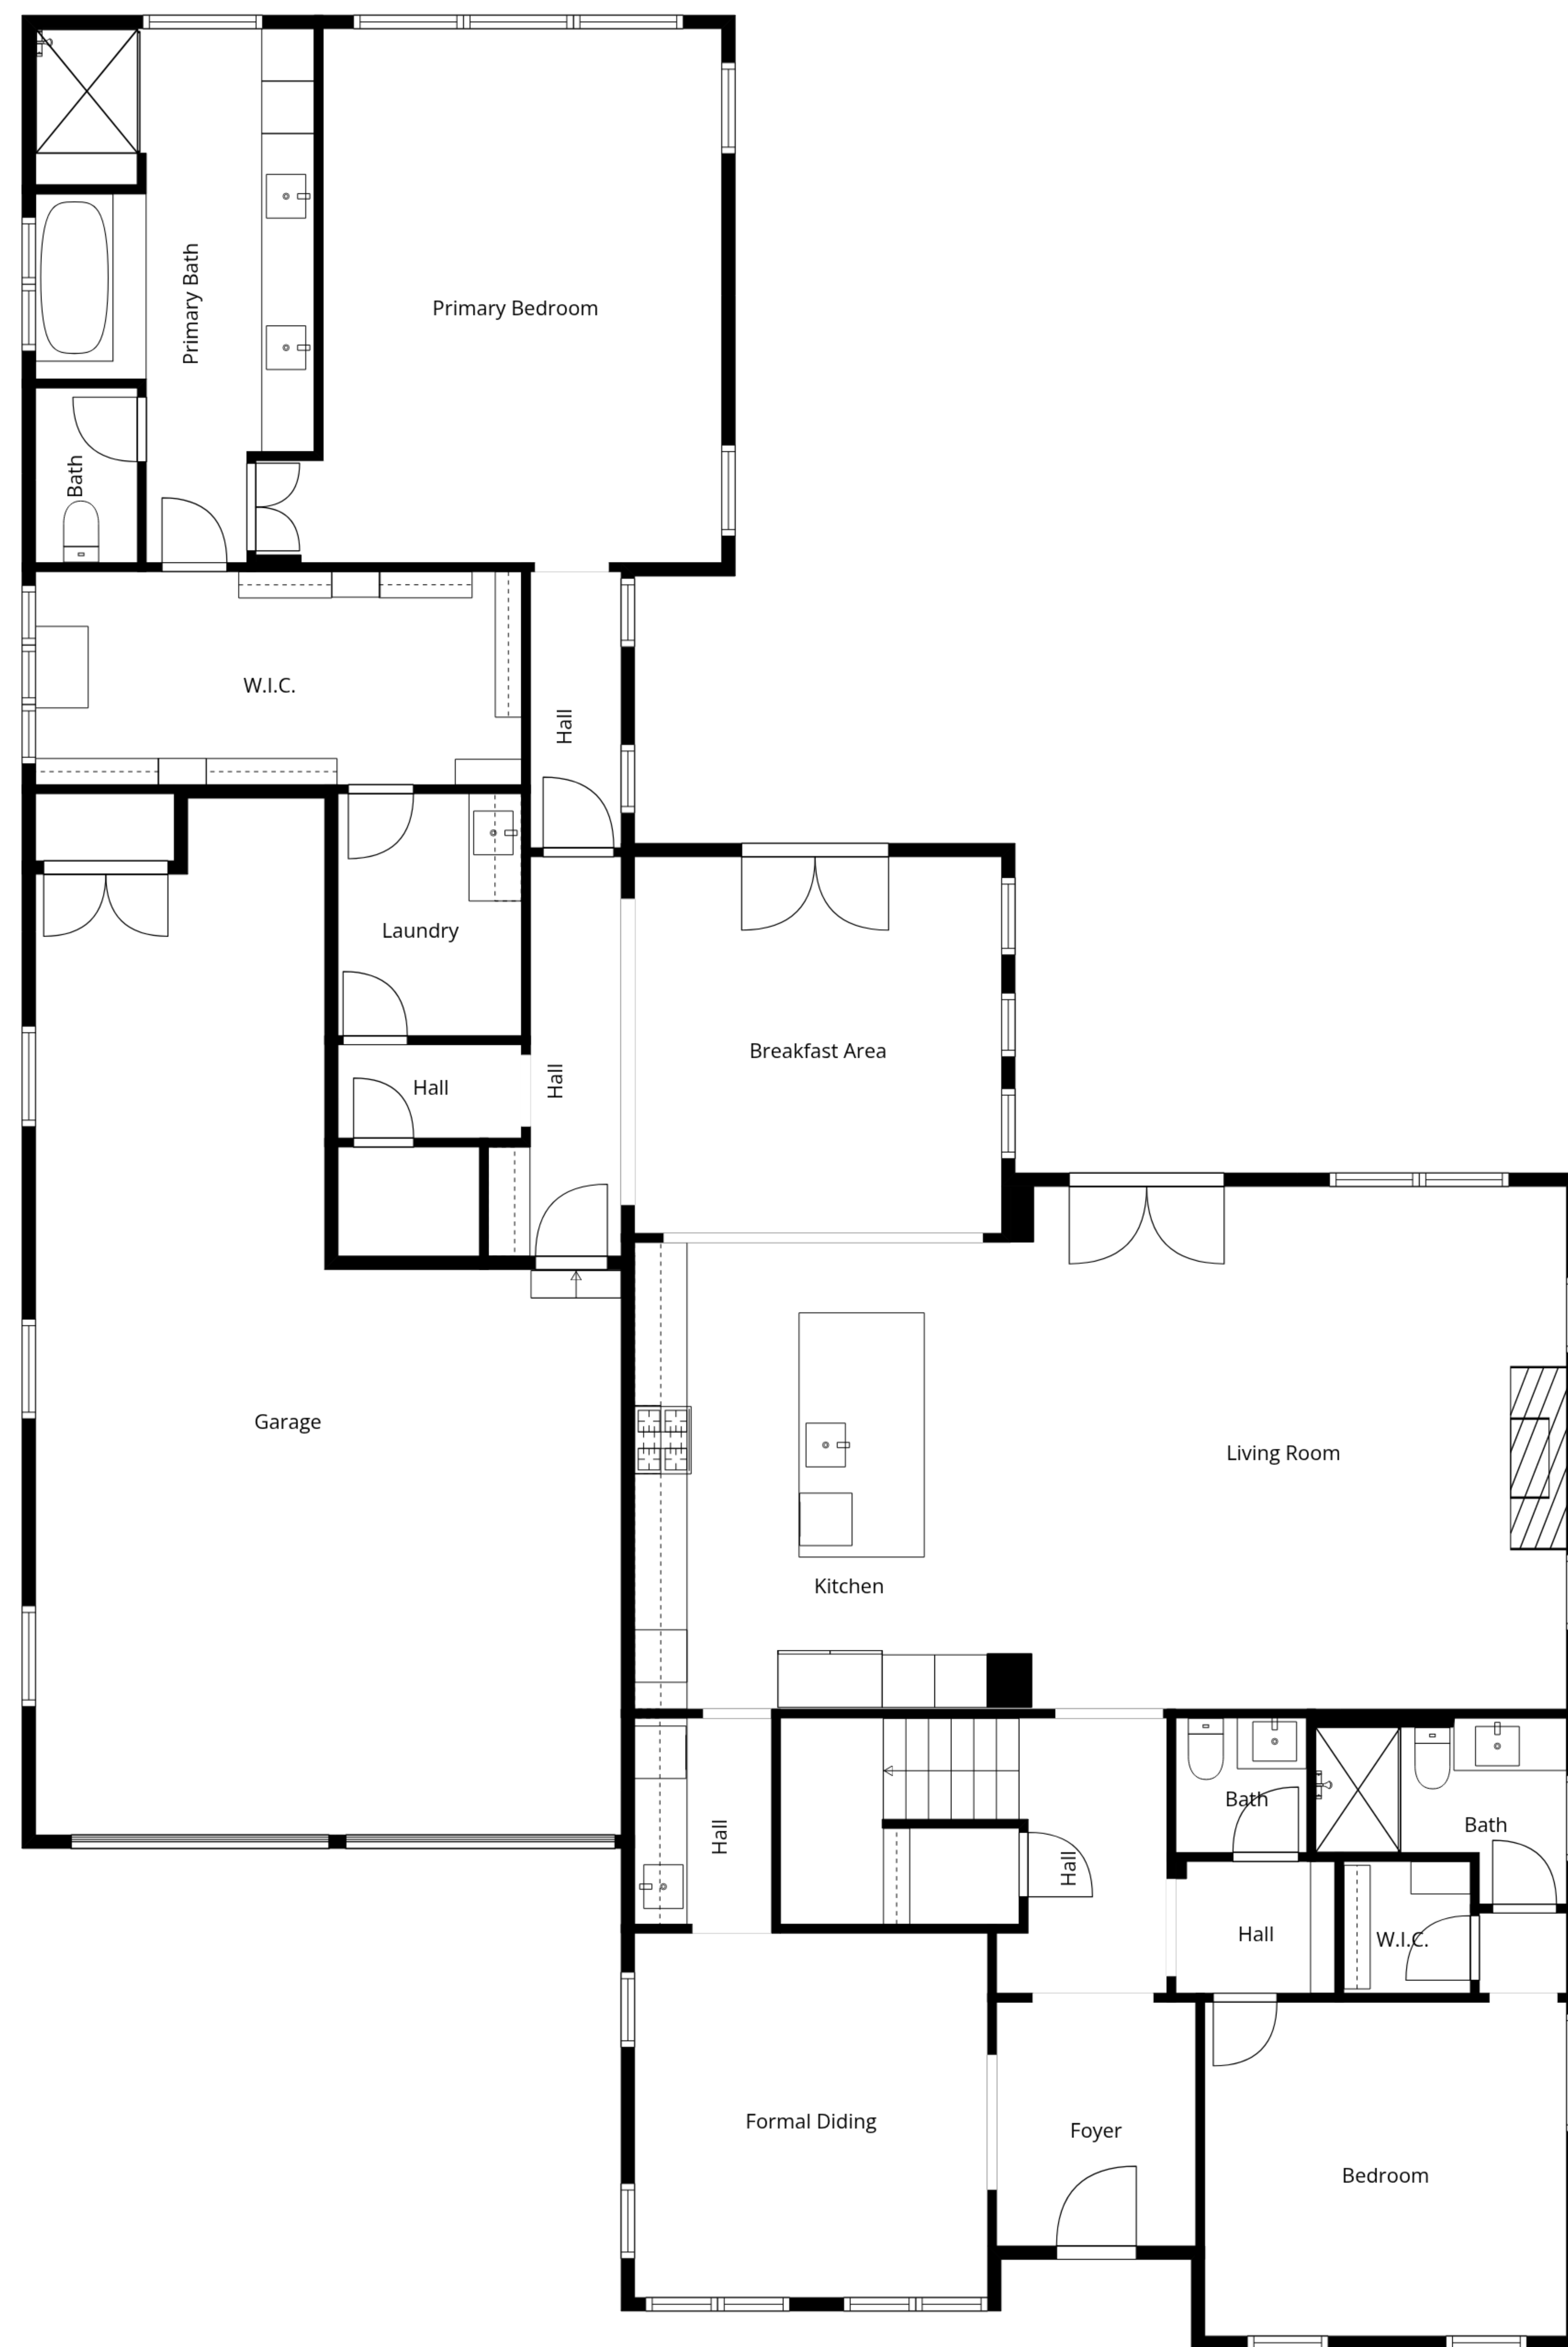 Primary Bath
Primary Bedroom
Bath
W.I.C.
Hall
Laundry
Breakfast Area
Hall
Hall
Garage
Living Room
Kitchen
Bath
Bath
Hall
Hall
Hall
W.I.C.
Formal Diding
Foyer
Bedroom